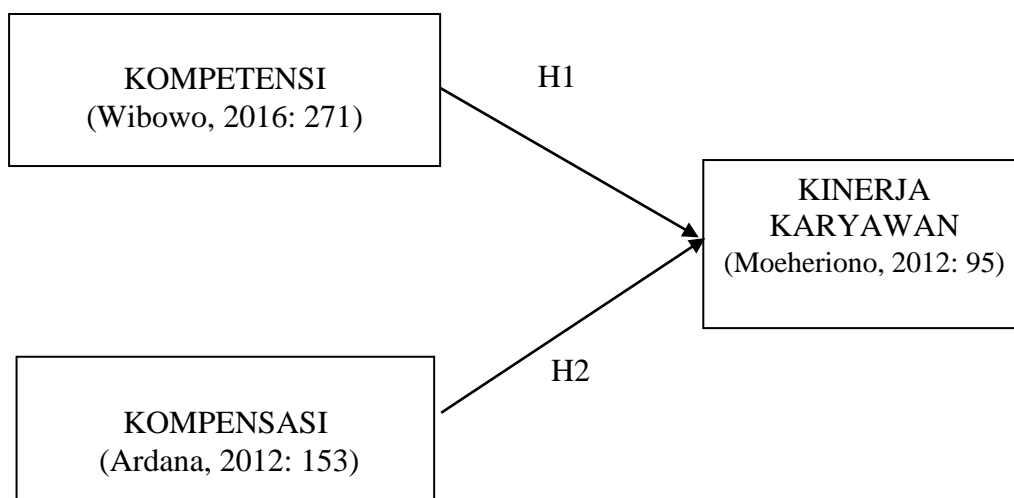 KOMPETENSI
(Wibowo, 2016: 271)
H1
KINERJA
KARYAWAN
(Moeheriono, 2012: 95)
H2
KOMPENSASI
(Ardana, 2012: 153)